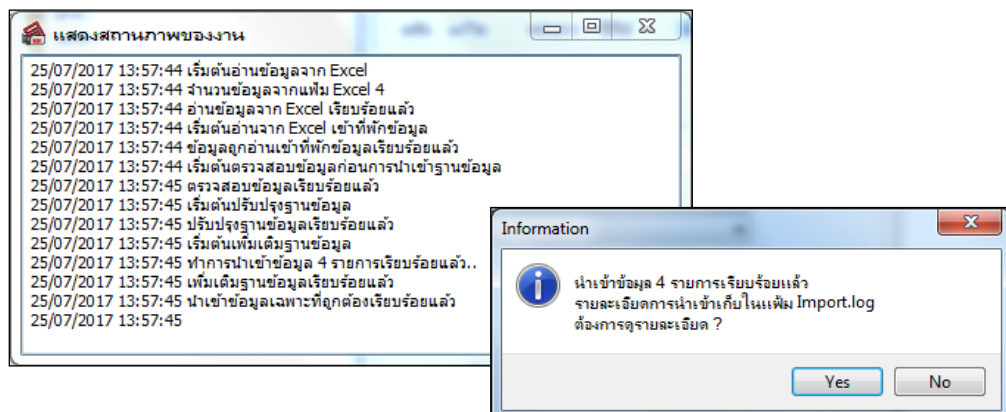 แสดงสถานภาพของงาน
25/07/2017 13:57:44 เริ่มต้นอ่านข้อมูลจาก Excel
25/07/2017 13:57:44 จำนวนข้อมูลจากแฟ้ม Excel 4
25/07/2017 13:57:44 อ่านข้อมูลจาก Excel เรียบร้อยแล้ว
25/07/2017 13:57:44 เริ่มต้นอ่านจาก Excel เข้าที่พักข้อมูล
25/07/2017 13:57:44 ข้อมูลถูกอ่านเข้าที่พักข้อมูลเรียบร้อยแล้ว
25/07/2017 13:57:44 เริ่มต้นตรวจสอบข้อมูลก่อนการนำเข้าฐานข้อมูล
25/07/2017 13:57:45 ตรวจสอบข้อมูลเรียบร้อยแล้ว
25/07/2017 13:57:45 เริ่มต้นปรับปรุงฐานข้อมูล
25/07/2017 13:57:45 ปรับปรุงฐานข้อมูลเรียบร้อยแล้ว
25/07/2017 13:57:45 เริ่มต้นเพิ่มเติมฐานข้อมูล
25/07/2017 13:57:45 ทำการนำเข้าข้อมูล 4 รายการเรียบร้อยแล้ว..
25/07/2017 13:57:45 เพิ่มเติมฐานข้อมูลเรียบร้อยแล้ว
25/07/2017 13:57:45 นำเข้าข้อมูลเฉพาะที่ถูกต้องเรียบร้อยแล้ว
25/07/2017 13:57:45
Information
นำเข้าข้อมูล 4 รายการเรียบร้อยแล้ว
รายละเอียดการนำเข้าเก็บในแฟ้ม Import.log
ต้องการดูรายละเอียด ?
Yes No